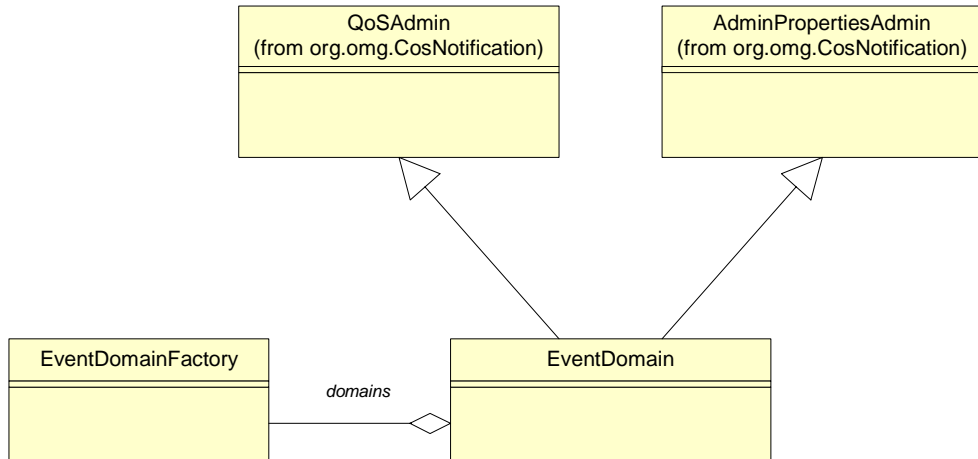 QoSAdmin
(from org.omg.CosNotification)
AdminPropertiesAdmin
(from org.omg.CosNotification)
EventDomainFactory
domains
EventDomain